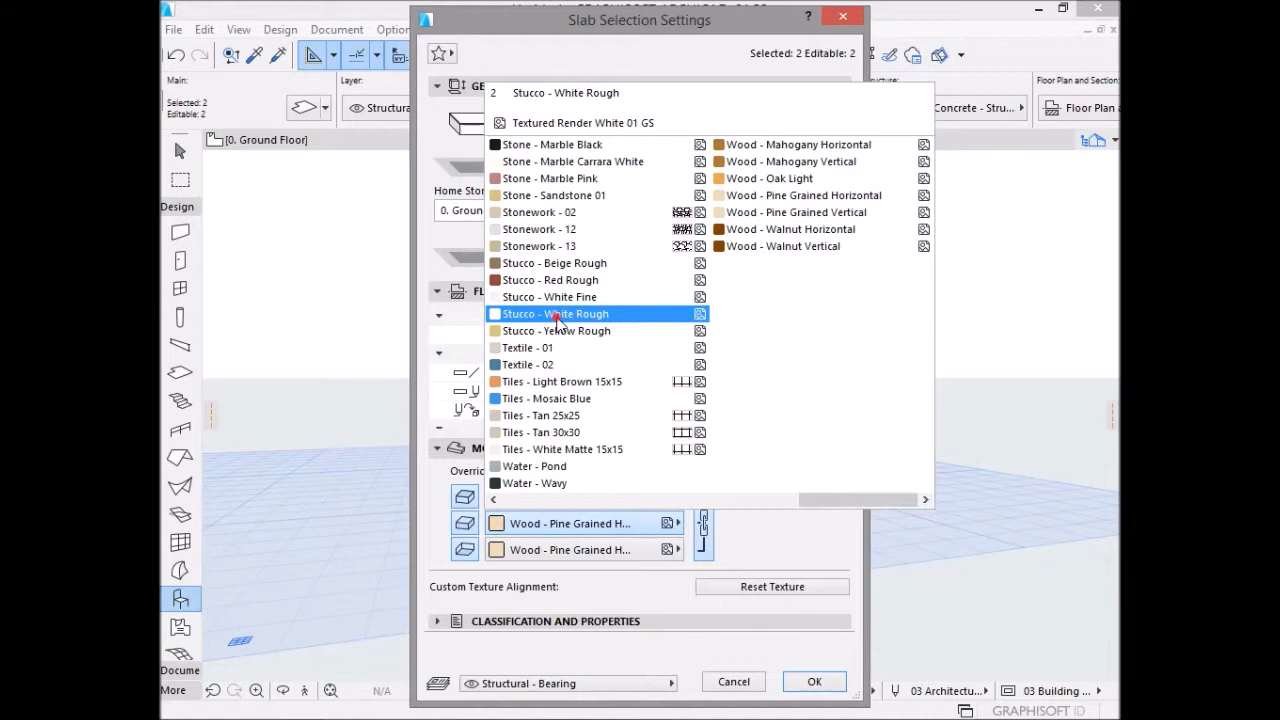 Slab Selection Settings
?
File Edit View Design Document
Selected: 2 Editable: 2
Main:
Layer:
Selected: 2
Editable: 2
Structura
Concrete - Stru...
Floor Plan and Section
Floor Plan a
[0. Ground Floor]
GE
2 Stucco - White Rough
Textured Render White 01 GS
Stone - Marble Black
Stone - Marble Carrara White
Stone - Marble Pink
Stone - Sandstone 01
Stonework - 02
Stonework - 12
Stonework - 13
Stucco - Beige Rough
Stucco - Red Rough
Stucco - White Fine
Stucco - White Rough
Stucco - Yellow Rough
Textile - 01
Textile - 02
Tiles - Light Brown 15x15
Tiles - Mosaic Blue
Tiles - Tan 25x25
Tiles - Tan 30x30
Tiles - White Matte 15x15
Water - Pond
Water - Wavy
Wood - Mahogany Horizontal
Wood - Mahogany Vertical
Wood - Oak Light
Wood - Pine Grained Horizontal
Wood - Pine Grained Vertical
Wood - Walnut Horizontal
Wood - Walnut Vertical
Design
Home Stor
0. Groun
FL
MO
Overri
Wood - Pine Grained H...
Wood - Pine Grained H...
Custom Texture Alignment:
Reset Texture
CLASSIFICATION AND PROPERTIES
Structural - Bearing
Cancel
OK
Docume
More
N/A
03 Architectu...
03 Building ...
GRAPHISOFT ID